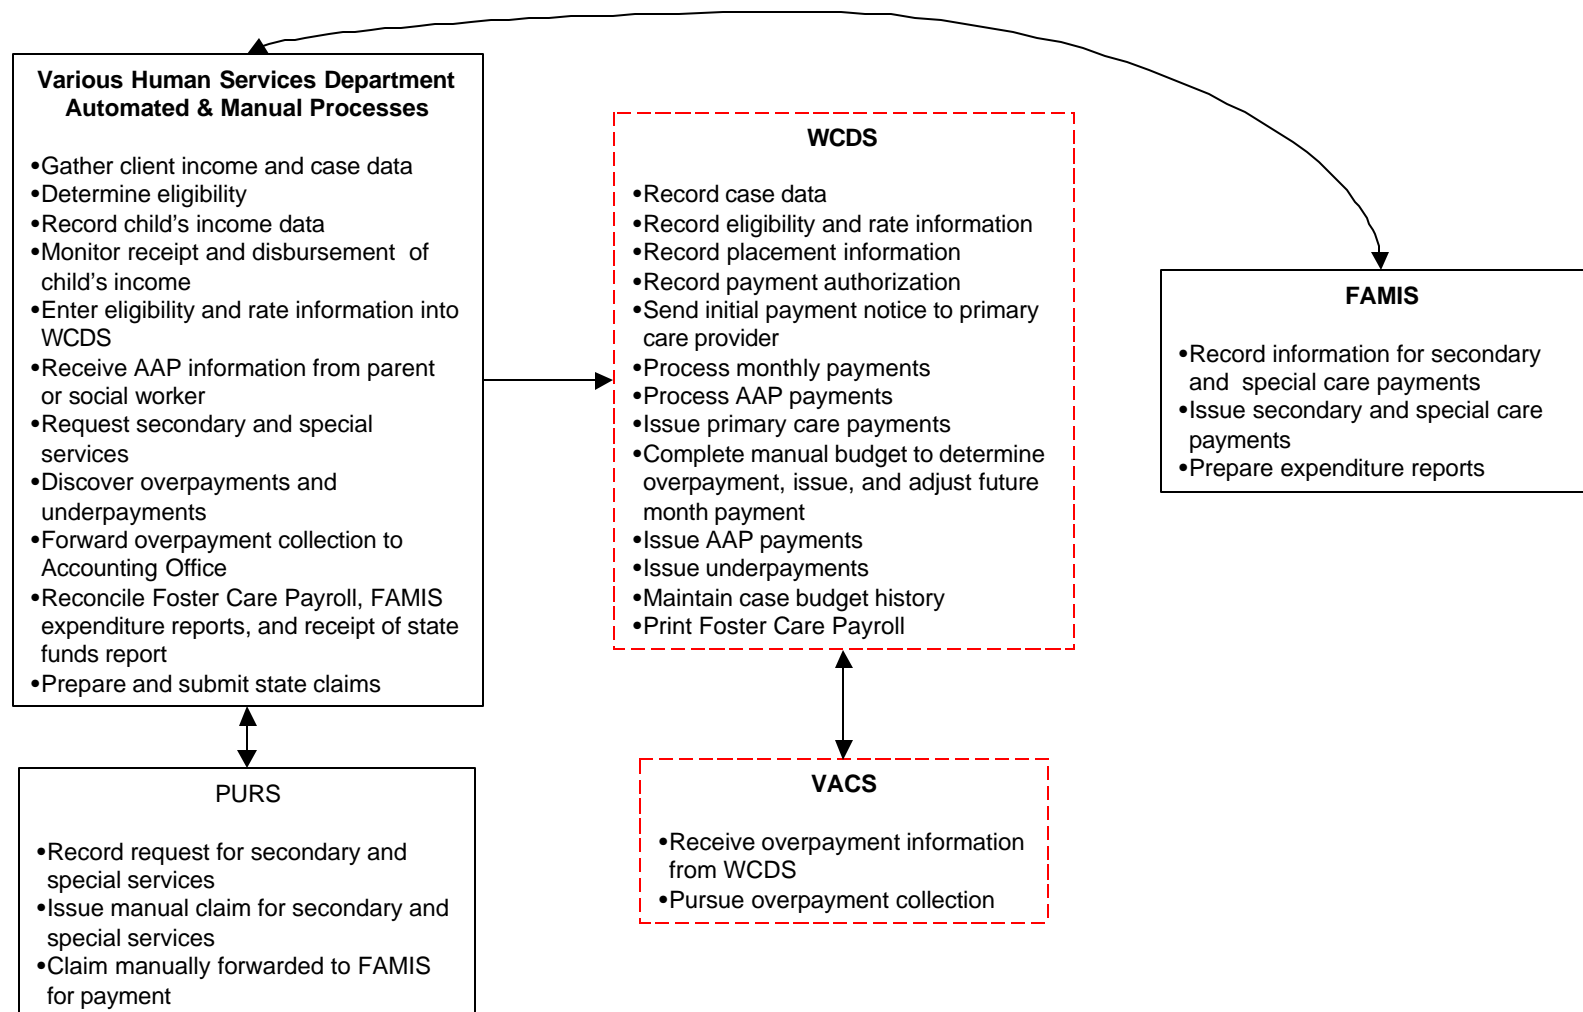 Various Human Services Department
Automated & Manual Processes
•Gather client income and case data
•Determine eligibility
•Record child's income data
•Monitor receipt and disbursement of
child's income
•Enter eligibility and rate information into
WCDS
•Receive AAP information from parent
or social worker
•Request secondary and special
services
•Discover overpayments and
underpayments
•Forward overpayment collection to
Accounting Office
•Reconcile Foster Care Payroll, FAMIS
expenditure reports, and receipt of state
funds report
•Prepare and submit state claims
PURS
•Record request for secondary and
special services
•Issue manual claim for secondary and
special services
•Claim manually forwarded to FAMIS
for payment
WCDS
•Record case data
•Record eligibility and rate information
•Record placement information
•Record payment authorization
•Send initial payment notice to primary
care provider
•Process monthly payments
•Process AAP payments
•Issue primary care payments
•Complete manual budget to determine
overpayment, issue, and adjust future
month payment
•Issue AAP payments
•Issue underpayments
•Maintain case budget history
•Print Foster Care Payroll
VACS
•Receive overpayment information
from WCDS
•Pursue overpayment collection
FAMIS
•Record information for secondary
and special care payments
•Issue secondary and special care
payments
•Prepare expenditure reports